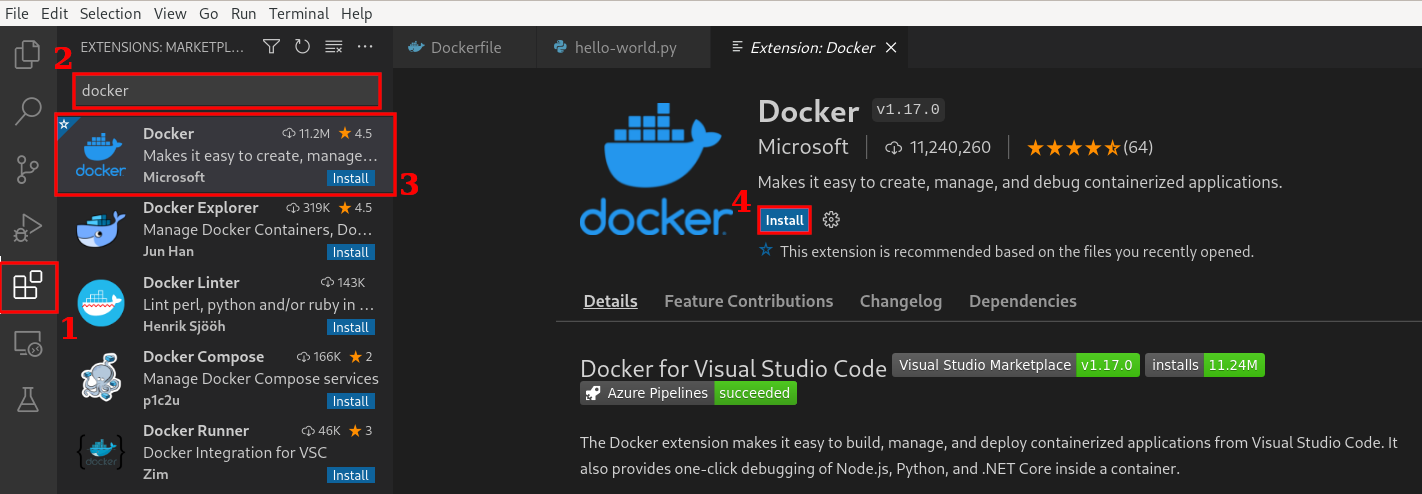 File Edit Selection View Go Run Terminal Help
EXTENSIONS: MARKETPL...
2
docker
Docker 11.2M 4.5
Makes it easy to create, manage...
Microsoft Install
docker
3
Docker Explorer 319K 4.5
Manage Docker Containers, Do...
Jun Han Install
Docker Linter 143K
Lint perl, python and/or ruby in ...
Henrik Sjööh Install
1
Docker Compose 166K 2
Manage Docker Compose services
p1c2u Install
Docker Runner 46K 3
Docker Integration for VSC
Zim Install
docker
Dockerfile hello-world.py Extension: Docker
docker
Docker v1.17.0
Microsoft 11,240,260 (64)
Makes it easy to create, manage, and debug containerized applications.
4
Install
This extension is recommended based on the files you recently opened.
Details Feature Contributions Changelog Dependencies
Docker for Visual Studio Code Visual Studio Marketplace v1.17.0 installs 11.24M
Azure Pipelines succeeded
The Docker extension makes it easy to build, manage, and deploy containerized applications from Visual Studio Code. It
also provides one-click debugging of Node.js, Python, and .NET Core inside a container.